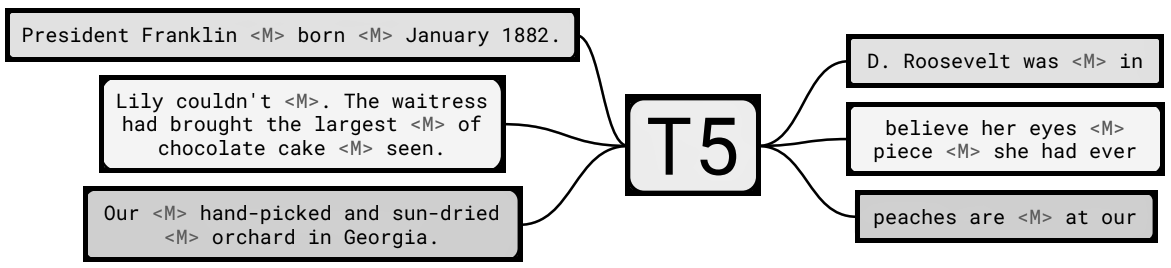 President Franklin <M> born <M> January 1882.
Lily couldn't <M>. The waitress
had brought the largest <M> of
chocolate cake <M> seen.
Our <M> hand-picked and sun-dried
<M> orchard in Georgia.
T5
D. Roosevelt was <M> in
believe her eyes <M>
piece <M> she had ever
peaches are <M> at our